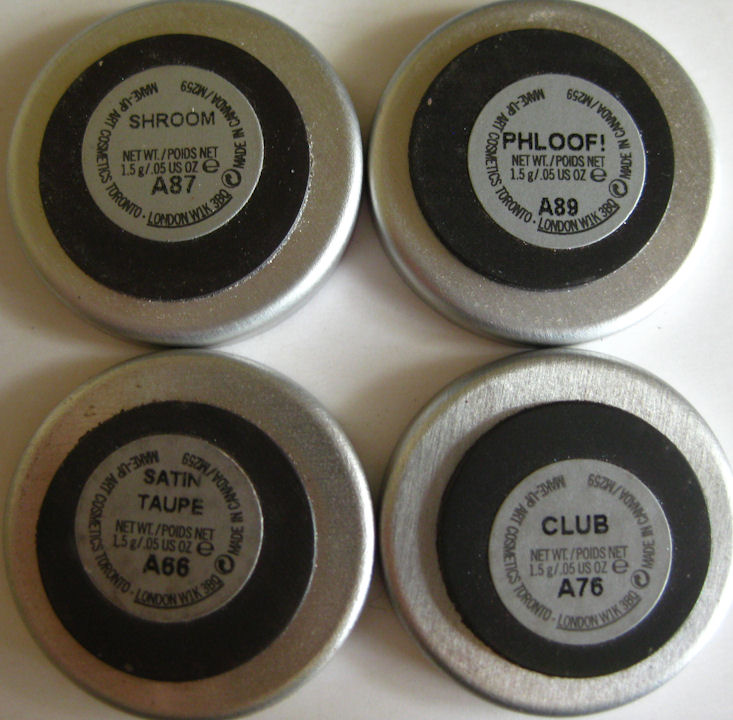 SHROOM
NET WT./POIDS NET
1.5 g/.05 US OZ e
A87
MAKE-UP ART COSMETICS TORONTO · LONDON W1K 3BQ
MADE IN CANADA/M259
PHLOOF!
NET WT./POIDS NET
1.5 g/.05 US OZ e
A89
MAKE-UP ART COSMETICS TORONTO · LONDON W1K 3BQ
MADE IN CANADA/M259
SATIN
TAUPE
NET WT./POIDS NET
1.5 g/.05 US OZ e
A66
MAKE-UP ART COSMETICS TORONTO · LONDON W1K 3BQ
MADE IN CANADA/M259
CLUB
NET WT./POIDS NET
1.5 g/.05 US OZ e
A76
MAKE-UP ART COSMETICS TORONTO · LONDON W1K 3BQ
MADE IN CANADA/M259